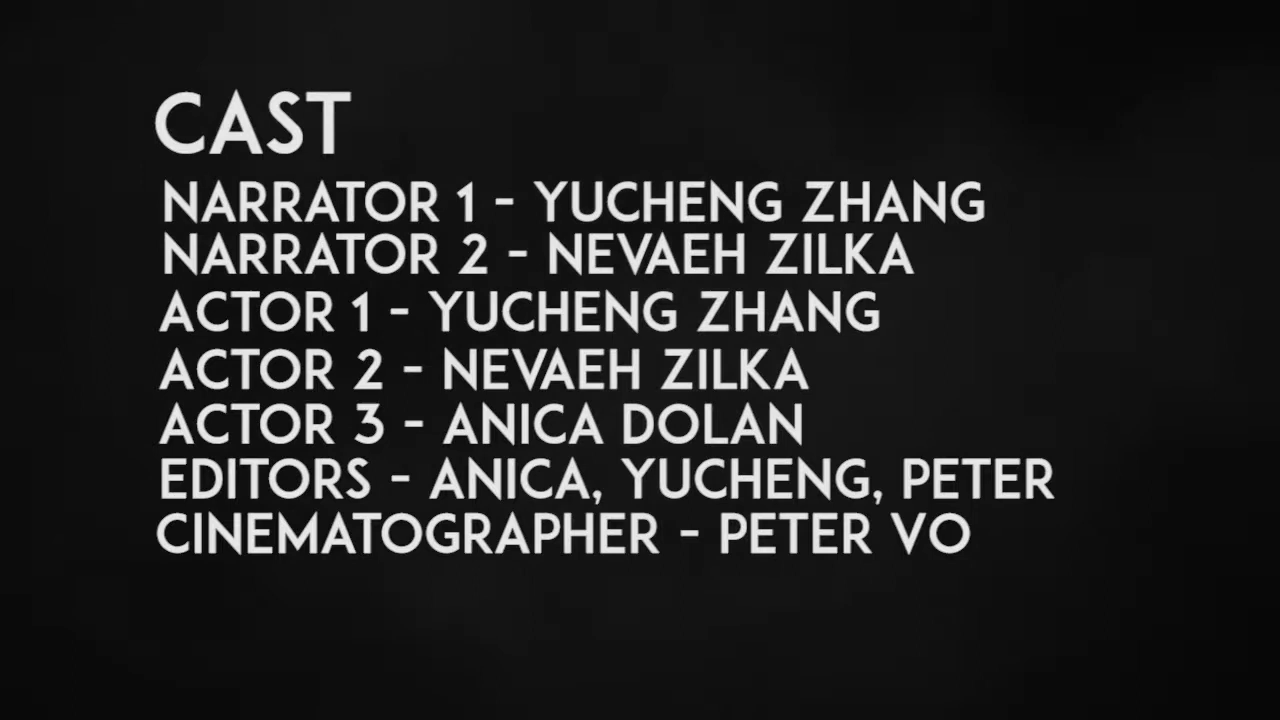 CAST
NARRATOR 1 - YUCHENG ZHANG
NARRATOR 2 - NEVAEH ZILKA
ACTOR 1 - YUCHENG ZHANG
ACTOR 2 - NEVAEH ZILKA
ACTOR 3 - ANICA DOLAN
EDITORS - ANICA, YUCHENG, PETER
CINEMATOGRAPHER - PETER VO